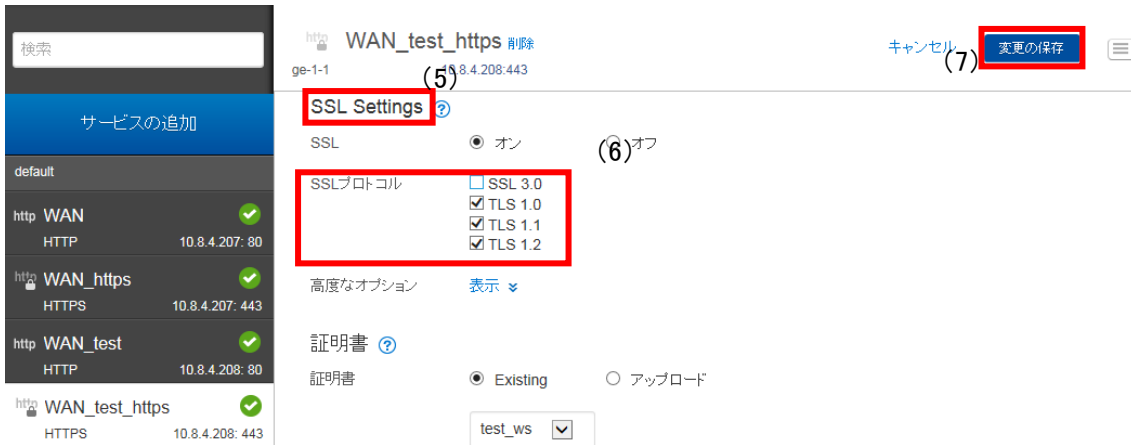 検索
サービスの追加
default
http WAN
HTTP 10.8.4.207: 80
http WAN_https
HTTPS 10.8.4.207: 443
http WAN_test
HTTP 10.8.4.208: 80
http WAN_test_https
HTTPS 10.8.4.208: 443
http WAN_test_https 削除
キャンセル (7) 変更の保存
ge-1-1 10.8.4.208:443
(5)
SSL Settings ?
SSL オン (6) オフ
SSLプロトコル SSL 3.0
TLS 1.0
TLS 1.1
TLS 1.2
高度なオプション 表示
証明書 ?
証明書 Existing アップロード
test_ws